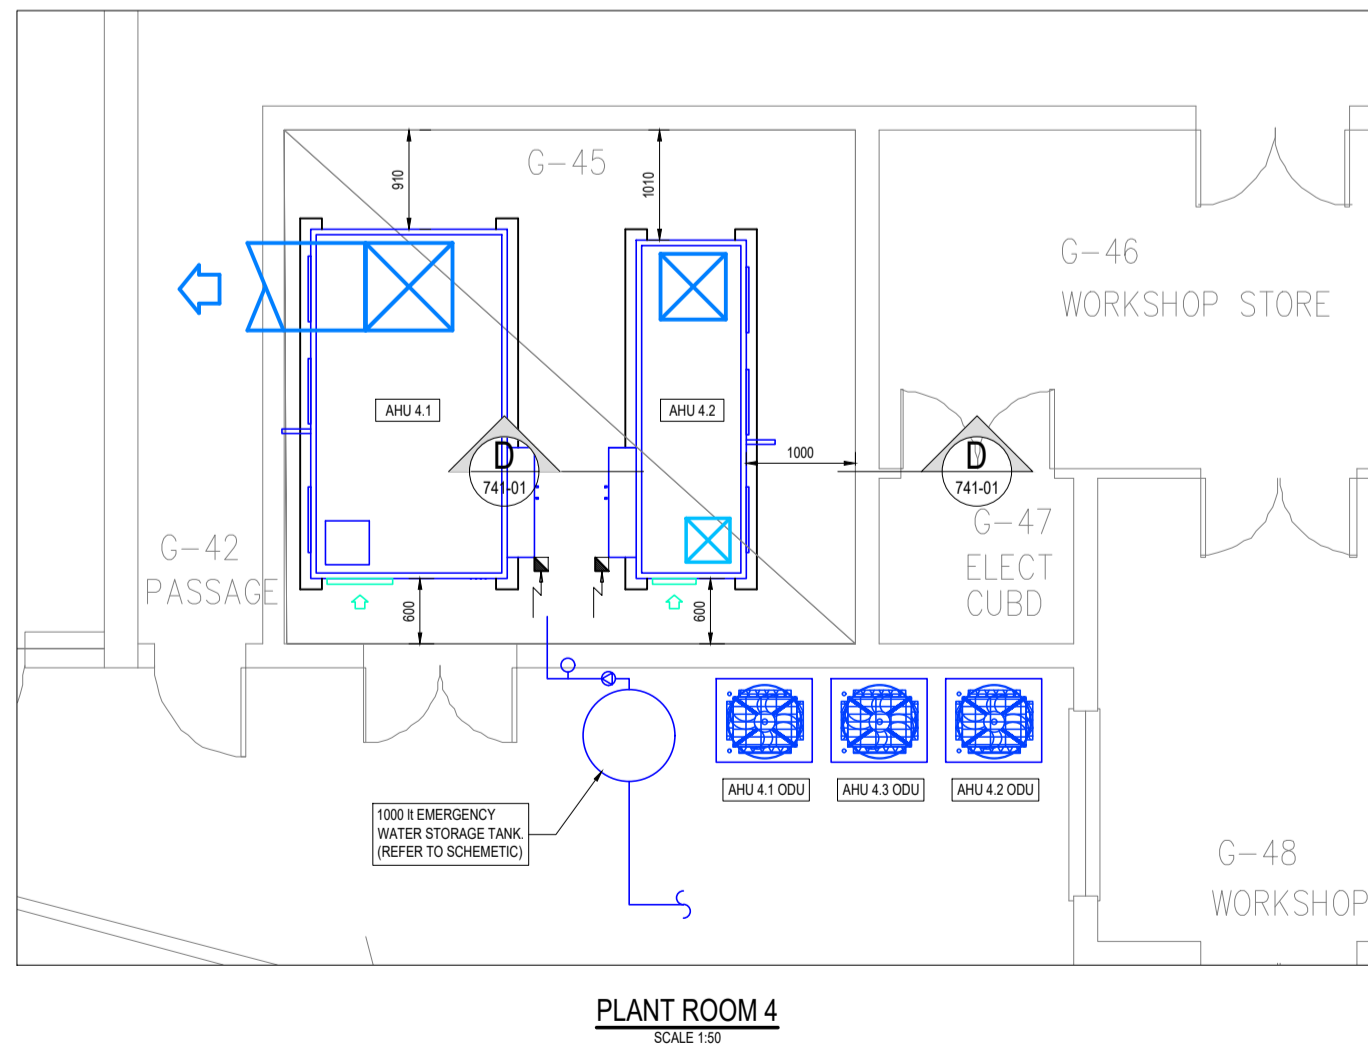 910
G-45
1010
G-46
WORKSHOP STORE
AHU 4.1
AHU 4.2
1000
D
741-01
D
741-01
G-47
ELECT
CUBD
G-42
PASSAGE
600
600
AHU 4.1 ODU
AHU 4.3 ODU
AHU 4.2 ODU
1000 lt EMERGENCY
WATER STORAGE TANK.
(REFER TO SCHEMETIC)
G-48
WORKSHOP
PLANT ROOM 4
SCALE 1:50